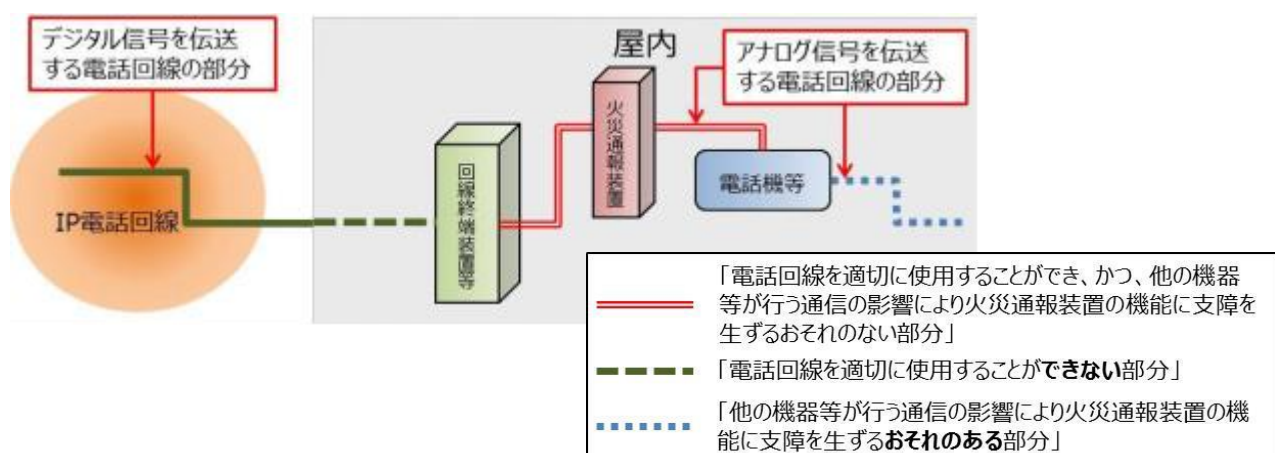 デジタル信号を伝送
する電話回線の部分
屋内
アナログ信号を伝送
する電話回線の部分
火災通報装置
回線終端装置等
電話機等
IP電話回線
「電話回線を適切に使用することができ、かつ、他の機器
等が行う通信の影響により火災通報装置の機能に支障を
生ずるおそれのない部分」
「電話回線を適切に使用することができない部分」
「他の機器等が行う通信の影響により火災通報装置の機
能に支障を生ずるおそれのある部分」